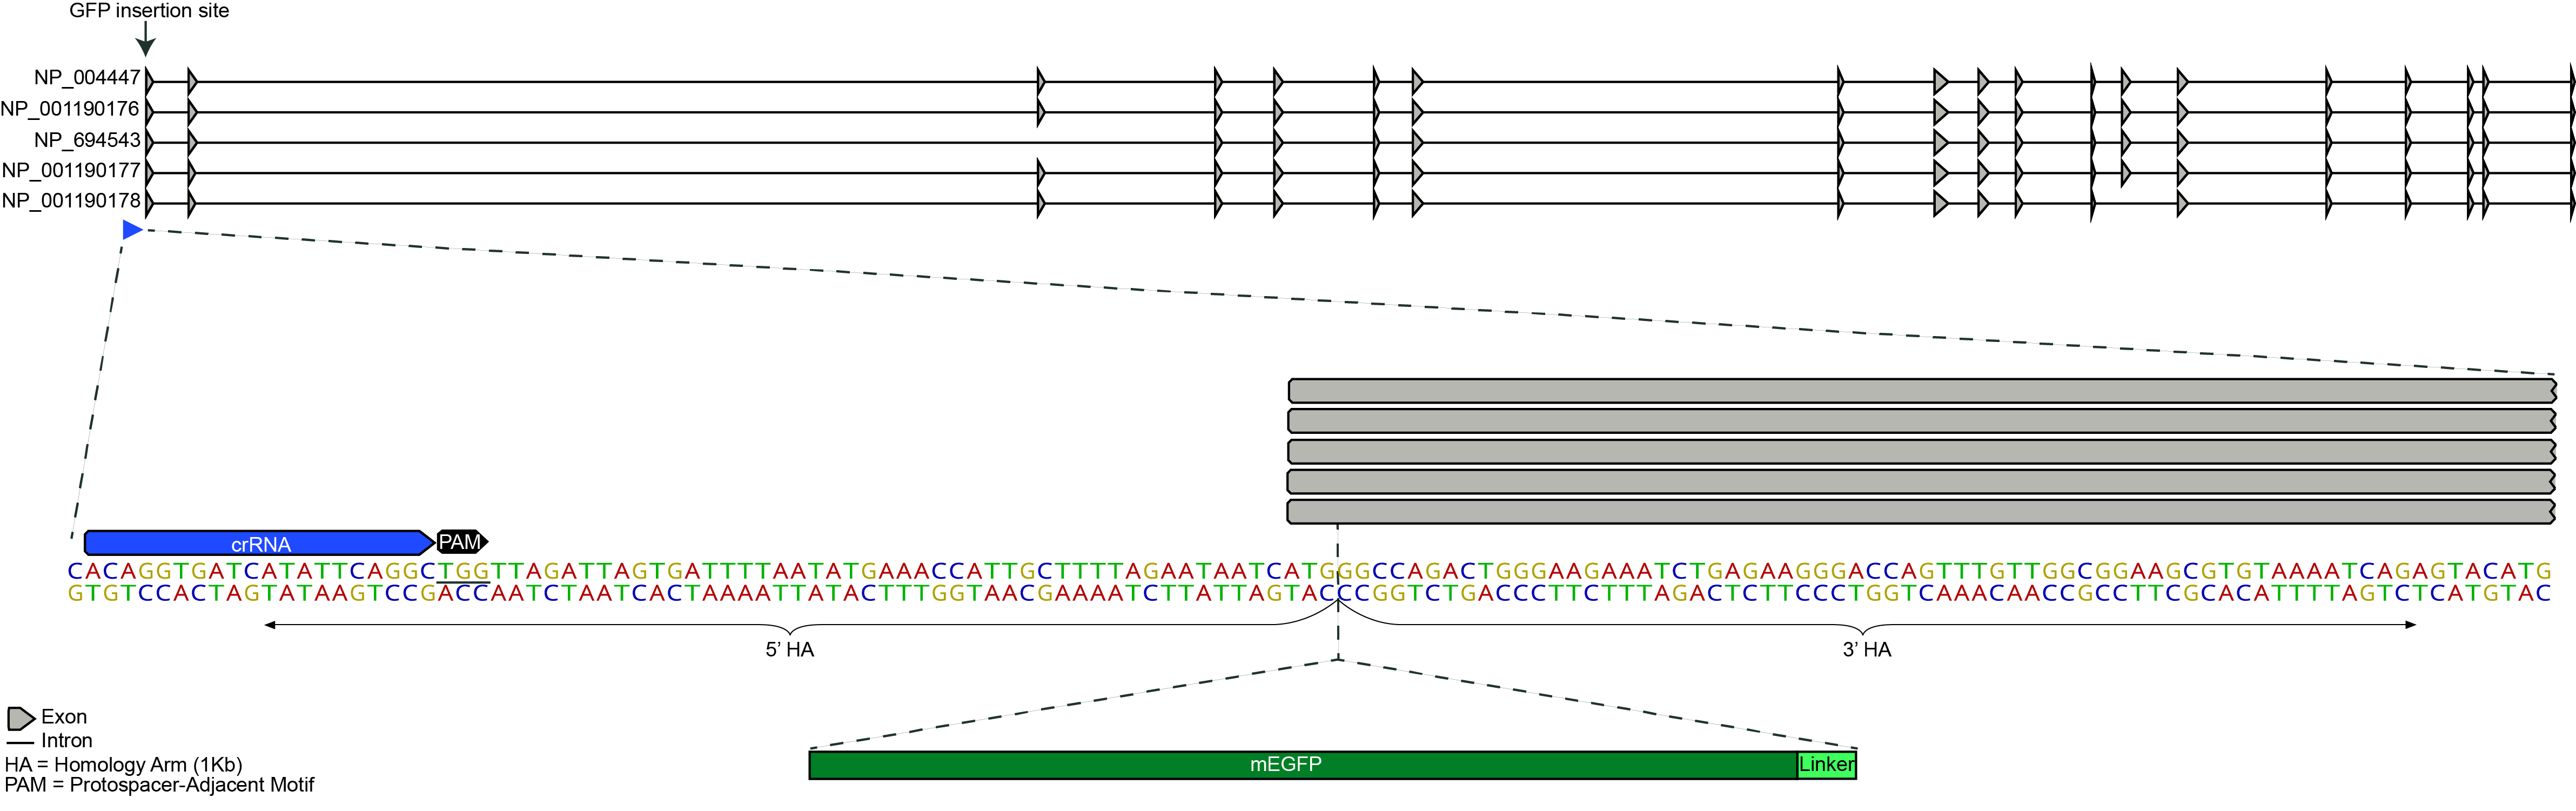 GFP insertion site
NP_004447
NP_001190176
NP_694543
NP_001190177
NP_001190178
crRNA
PAM
CACAGGTGATCATATTCAGGCTGGTTAGATTAGTGATTTTAATATGAAACCATTGCTTTTAGAATAATCATGGGCCAGACTGGGAAGAAATCTGAGAAGGGACCAGTTTGTTGGCGGAAGCGTGTAAAATCAGAGTACATG
GTGTCCACTAGTATAAGTCCGACCAATCTAATCACTAAAATTATACTTTGGTAACGAAAATCTTATTAGTACCCGGTCTGACCCTTCTTTAGACTCTTCCCTGGTCAAACAACCGCCTTCGCACATTTTAGTCTCATGTAC
5’ HA
3’ HA
mEGFP
Linker
Exon
Intron
HA = Homology Arm (1Kb)
PAM = Protospacer-Adjacent Motif